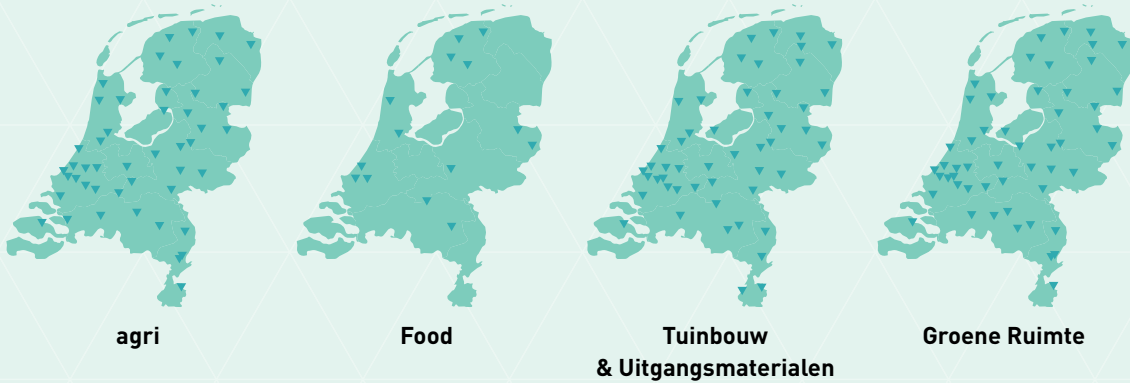 agri
Food
Tuinbouw
& Uitgangsmaterialen
Groene Ruimte